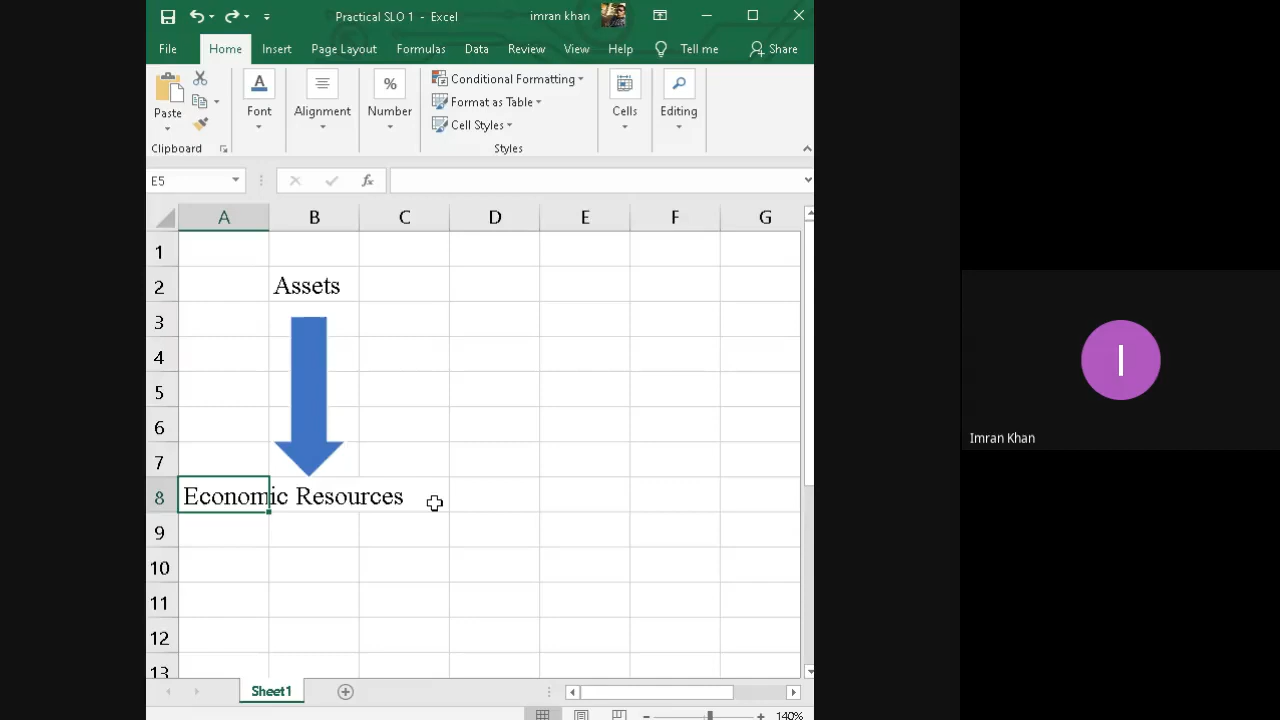 Practical SLO 1 - Excel
imran khan
File Home Insert Page Layout Formulas Data Review View Help Tell me Share
Paste
Font
Alignment
%
Number
Conditional Formatting
Format as Table
Cell Styles
Cells
Editing
Clipboard
Styles
E5
fx
A B C D E F G
1
2 Assets
3
4
5
6
7
8 Economic Resources
9
10
11
12
13
Sheet1
140%
I
Imran Khan